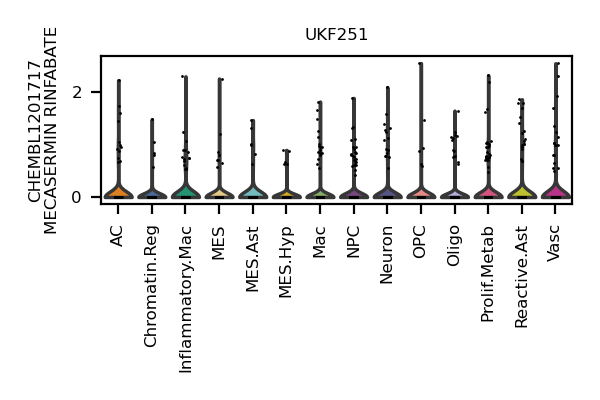 UKF251
CHEMBL1201717
MECASERMIN RINFABATE
2
0
AC
Chromatin.Reg
Inflammatory.Mac
MES
MES.Ast
MES.Hyp
Mac
NPC
Neuron
OPC
Oligo
Prolif.Metab
Reactive.Ast
Vasc